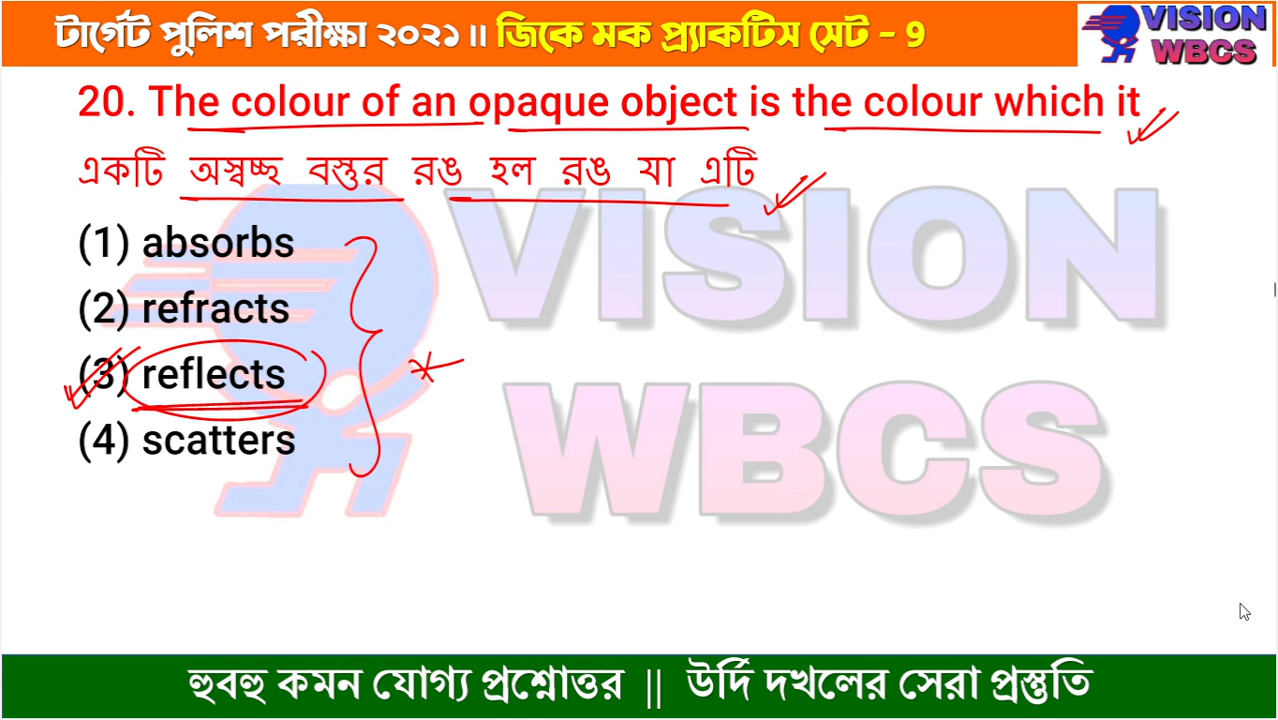 টার্গেট পুলিশ পরীক্ষা ২০২১ ॥ জিকে মক প্র্যাকটিস সেট - 9
VISION
WBCS
20. The colour of an opaque object is the colour which it
একটি অস্বচ্ছ বস্তুর রঙ হল রঙ যা এটি
(1) absorbs
(2) refracts
(3) reflects
(4) scatters
VISION
WBCS
হুবহু কমন যোগ্য প্রশ্নোত্তর || উর্দি দখলের সেরা প্রস্তুতি